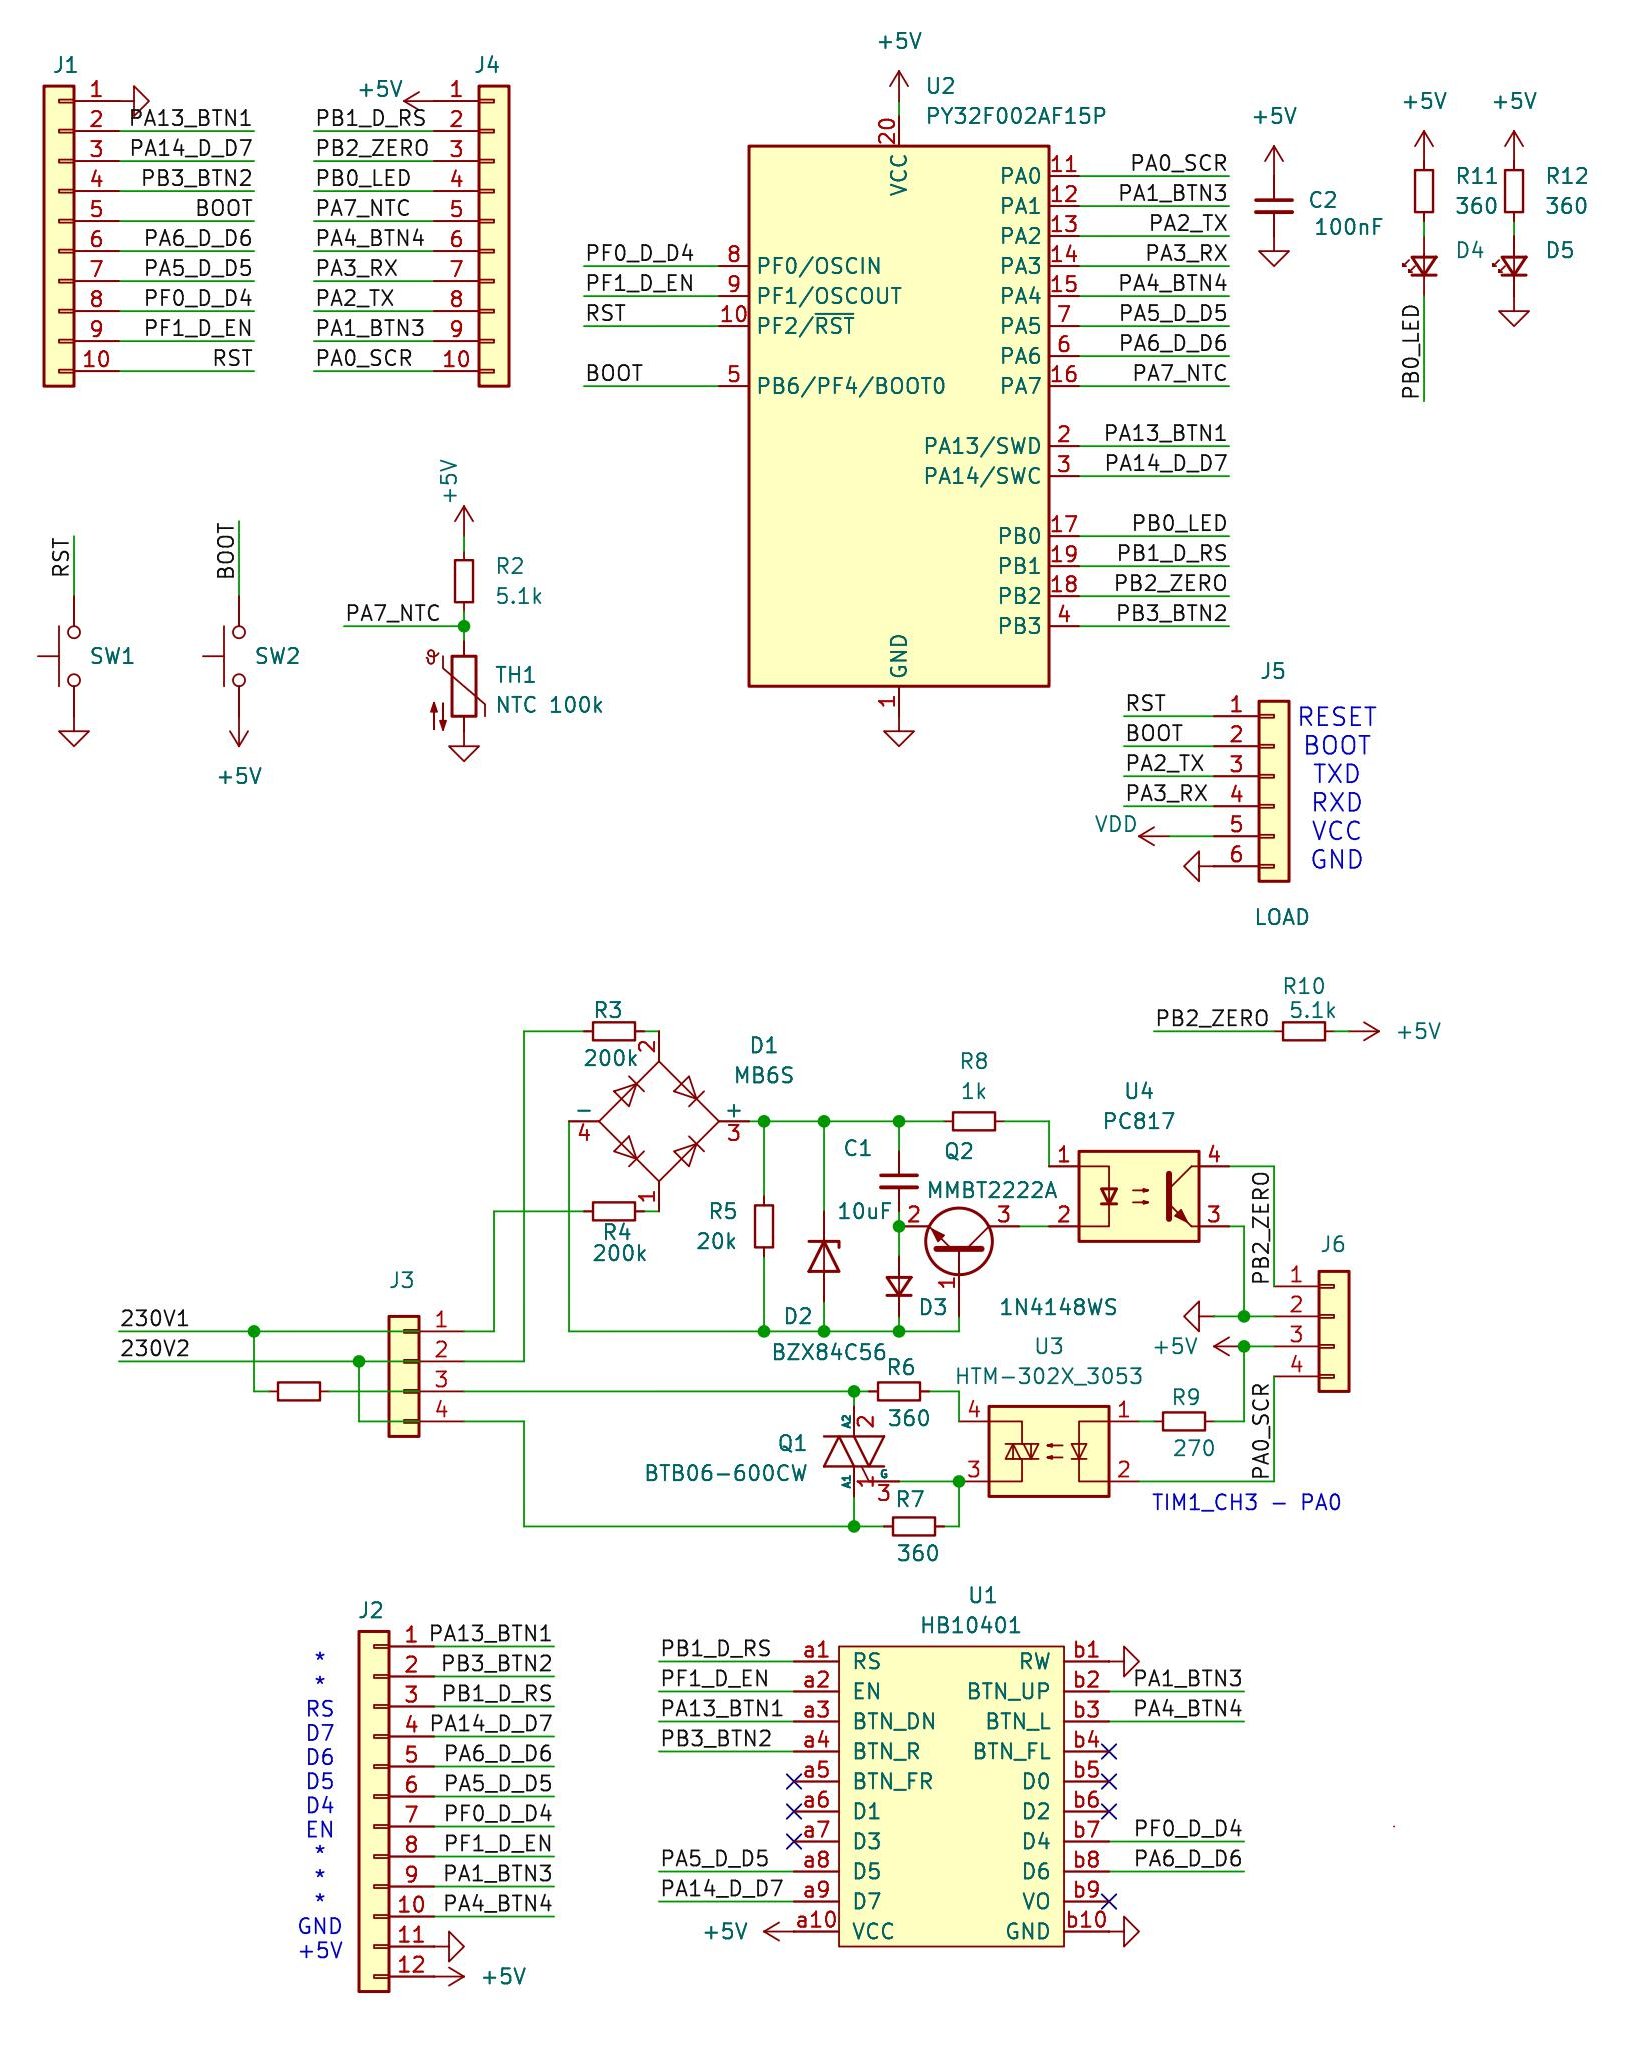 J1
1
2 PA13_BTN1
3 PA14_D_D7
4 PB3_BTN2
5 BOOT
6 PA6_D_D6
7 PA5_D_D5
8 PF0_D_D4
9 PF1_D_EN
10 RST
J4
+5V 1
PB1_D_RS 2
PB2_ZERO 3
PB0_LED 4
PA7_NTC 5
PA4_BTN4 6
PA3_RX 7
PA2_TX 8
PA1_BTN3 9
PA0_SCR 10
+5V
U2
PY32F002AF15P
20
VCC
PF0_D_D4 8 PF0/OSCIN
PF1_D_EN 9 PF1/OSCOUT
RST 10 PF2/RST
BOOT 5 PB6/PF4/BOOT0
PA0 11 PA0_SCR
PA1 12 PA1_BTN3
PA2 13 PA2_TX
PA3 14 PA3_RX
PA4 15 PA4_BTN4
PA5 7 PA5_D_D5
PA6 6 PA6_D_D6
PA7 16 PA7_NTC
PA13/SWD 2 PA13_BTN1
PA14/SWC 3 PA14_D_D7
PB0 17 PB0_LED
PB1 19 PB1_D_RS
PB2 18 PB2_ZERO
PB3 4 PB3_BTN2
GND
1
+5V
C2
100nF
+5V
R11
360
D4
PB0_LED
+5V
R12
360
D5
RST
SW1
BOOT
SW2
+5V
+5V
R2
5.1k
PA7_NTC
TH1
NTC 100k
J5
RST 1 RESET
BOOT 2 BOOT
PA2_TX 3 TXD
PA3_RX 4 RXD
VDD 5 VCC
6 GND
LOAD
R10
PB2_ZERO 5.1k +5V
R3
200k
2
D1
MB6S
-
4
+
3
1
R4
200k
R5
20k
C1
10uF
D2
BZX84C56
D3
1N4148WS
R8
1k
Q2
MMBT2222A
2
3
1
U4
PC817
1
2
4
3
PB2_ZERO
J6
1
2
3
4
+5V
PA0_SCR
J3
230V1 1
230V2 2
3
4
R6
360
Q1
BTB06-600CW
A2 2
A1 1
G
3
R7
360
U3
HTM-302X_3053
4
3
1
2
R9
270
TIM1_CH3 - PA0
J2
1 PA13_BTN1
2 PB3_BTN2
3 PB1_D_RS
4 PA14_D_D7
5 PA6_D_D6
6 PA5_D_D5
7 PF0_D_D4
8 PF1_D_EN
9 PA1_BTN3
10 PA4_BTN4
11
12 +5V
*
*
RS
D7
D6
D5
D4
EN
*
*
*
GND
+5V
U1
HB10401
PB1_D_RS a1 RS
PF1_D_EN a2 EN
PA13_BTN1 a3 BTN_DN
PB3_BTN2 a4 BTN_R
a5 BTN_FR
a6 D1
a7 D3
PA5_D_D5 a8 D5
PA14_D_D7 a9 D7
+5V a10 VCC
RW b1
BTN_UP b2 PA1_BTN3
BTN_L b3 PA4_BTN4
BTN_FL b4
D0 b5
D2 b6
D4 b7 PF0_D_D4
D6 b8 PA6_D_D6
VO b9
GND b10